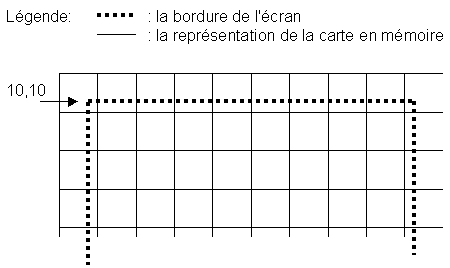 Légende: : la bordure de l'écran
: la représentation de la carte en mémoire
10,10